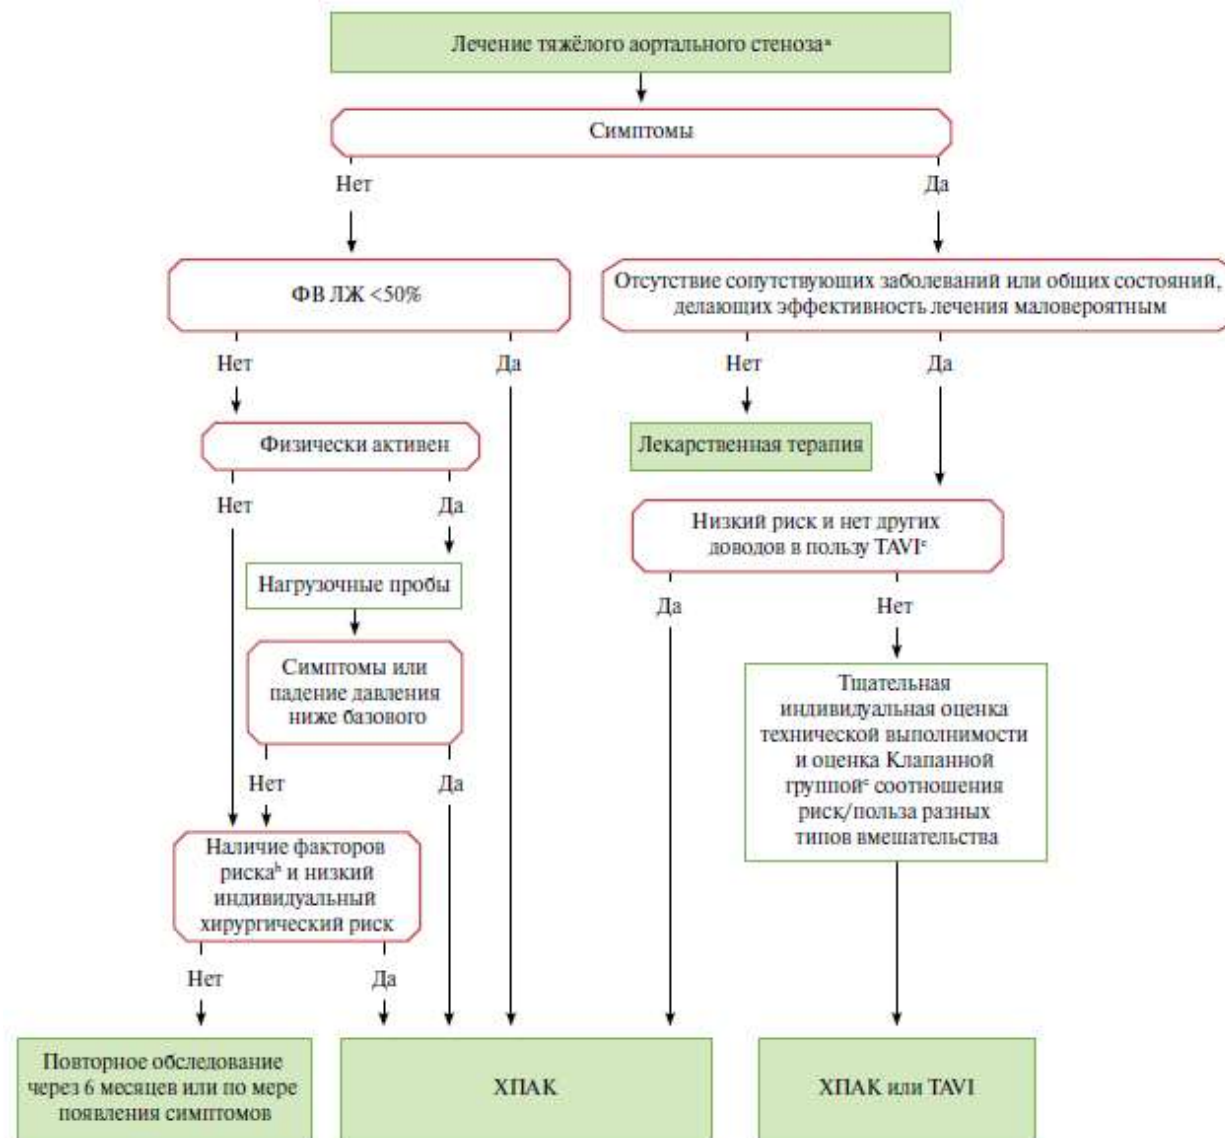 Лечение тяжёлого аортального стенозаᵃ
Симптомы
Нет
Да
ФВ ЛЖ <50%
Отсутствие сопутствующих заболеваний или общих состояний,
делающих эффективность лечения маловероятным
Нет
Да
Нет
Да
Физически активен
Лекарственная терапия
Нет
Да
Низкий риск и нет других
доводов в пользу TAVIᶜ
Нагрузочные пробы
Да
Нет
Симптомы или
падение давления
ниже базового
Тщательная
индивидуальная оценка
технической выполнимости
и оценка Клапанной
группойᶜ соотношения
риск/польза разных
типов вмешательства
Нет
Да
Наличие факторов
рискаᵇ и низкий
индивидуальный
хирургический риск
Нет
Да
Повторное обследование
через 6 месяцев или по мере
появления симптомов
ХПАК
ХПАК или TAVI